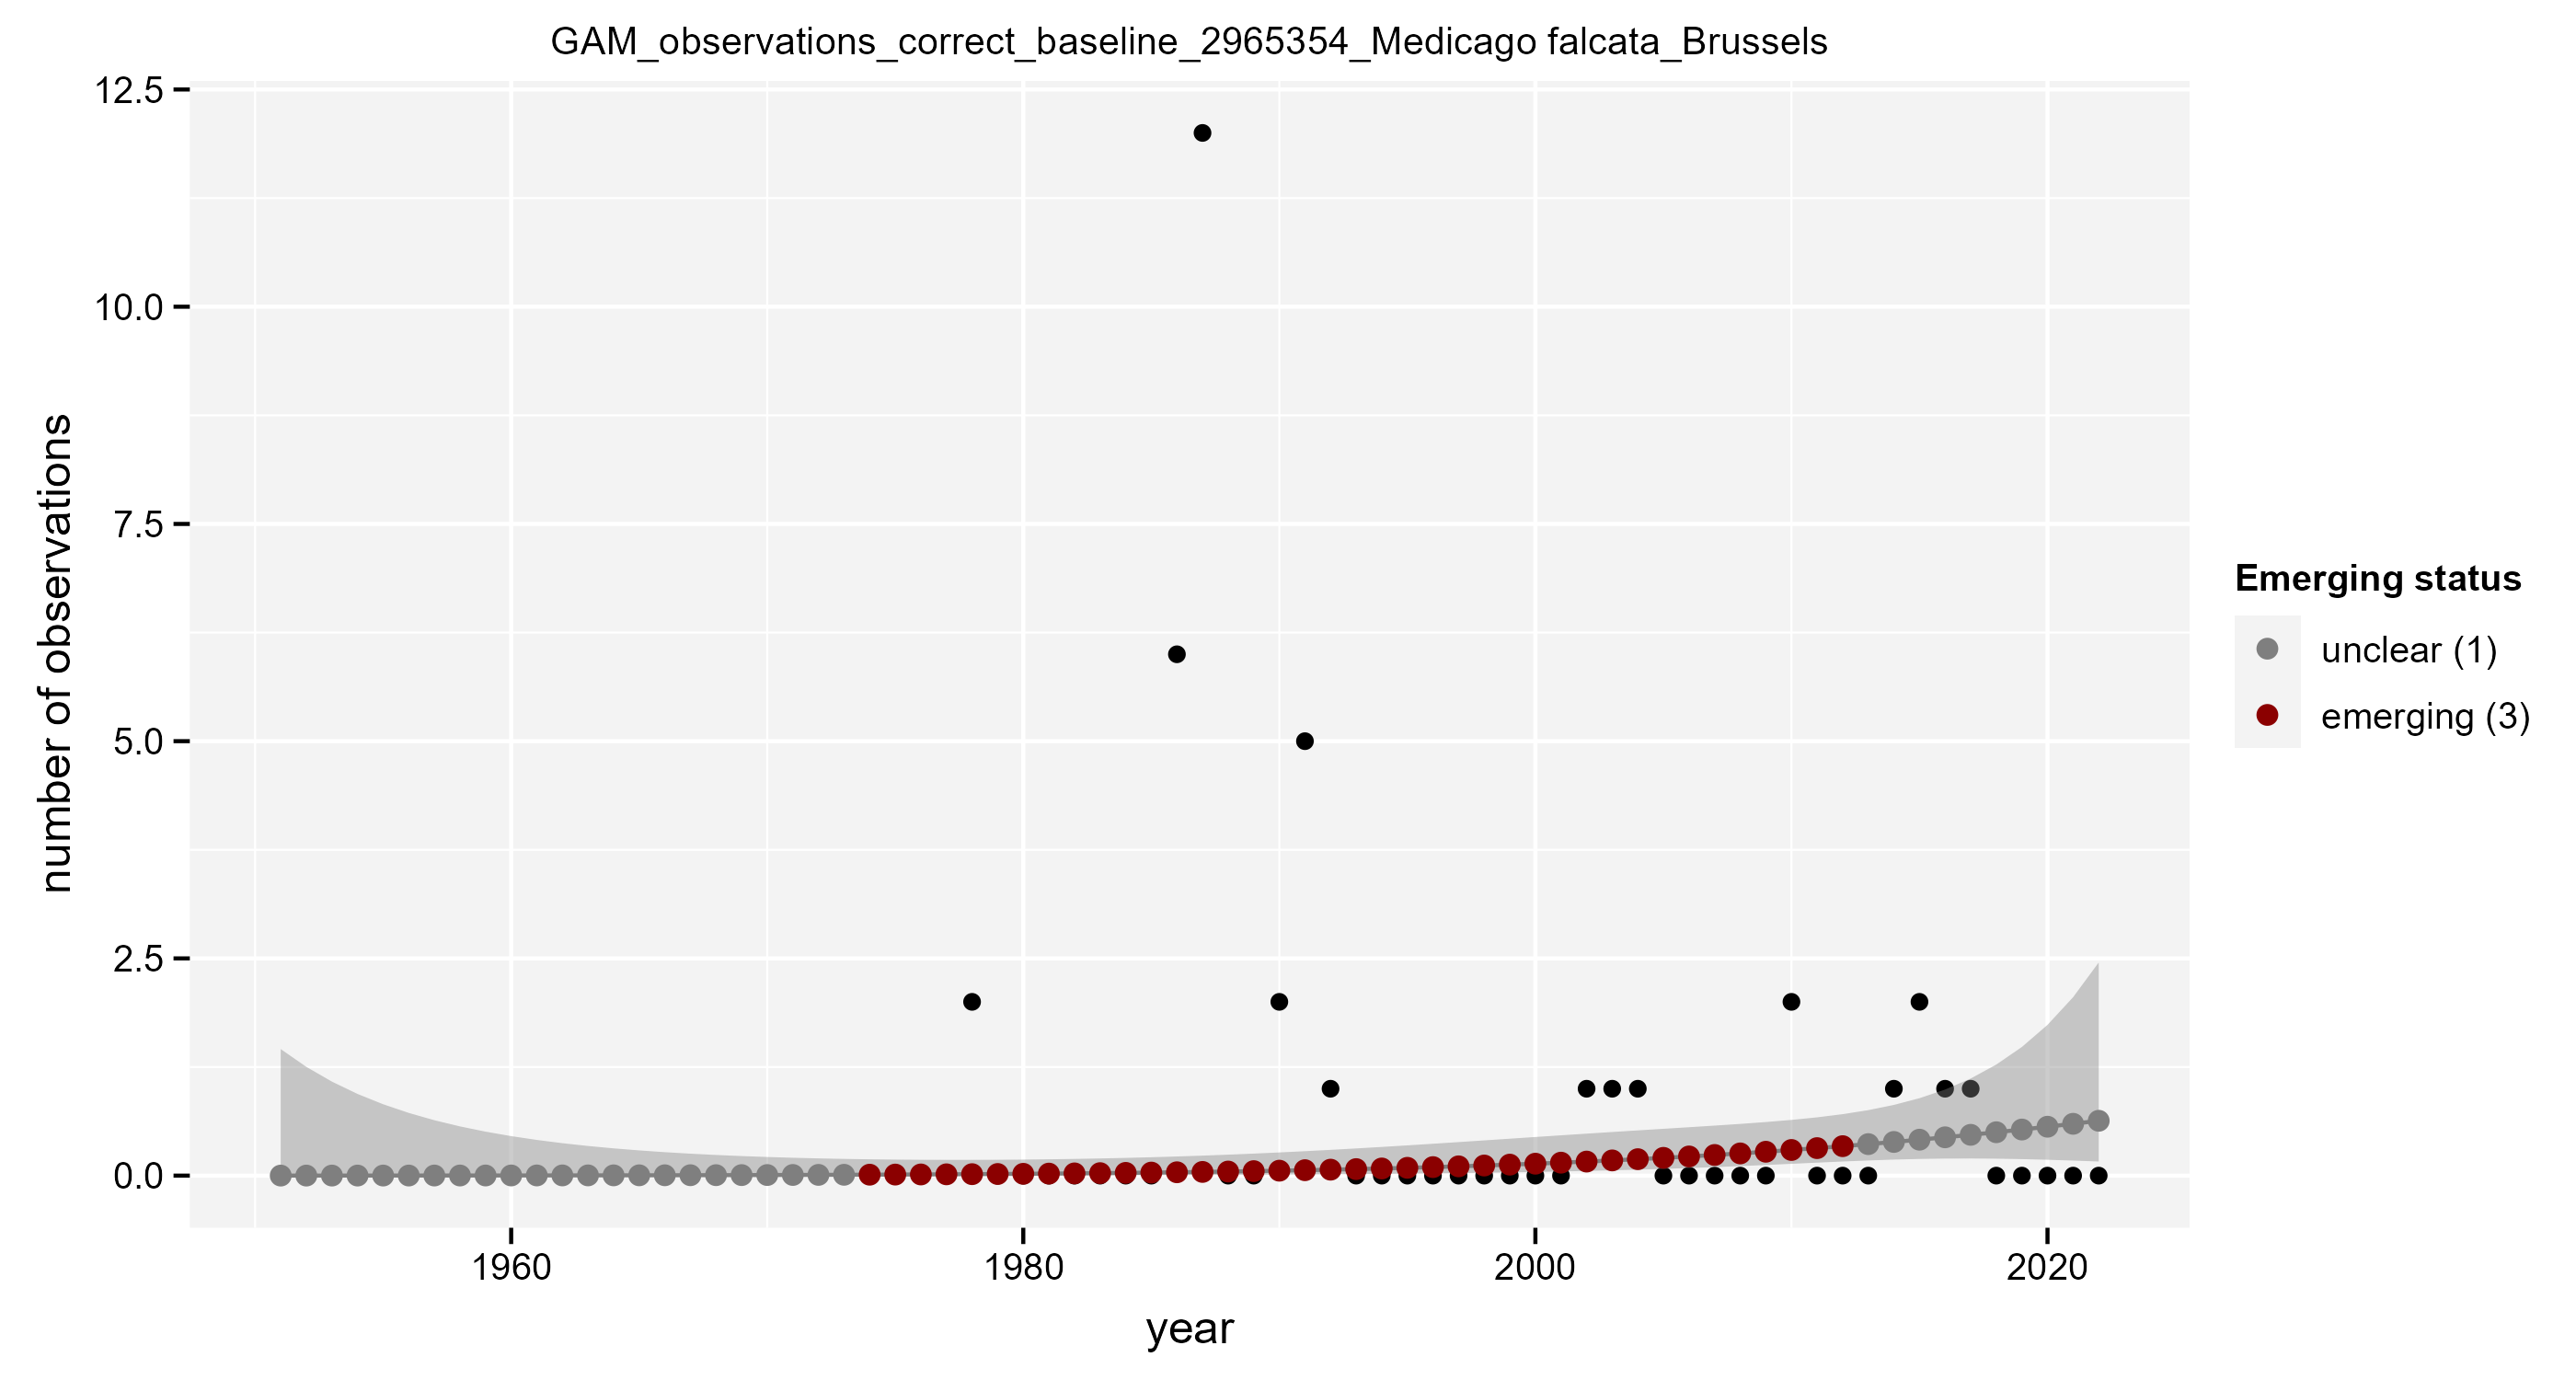 GAM_observations_correct_baseline_2965354_Medicago falcata_Brussels
12.5
10.0
7.5
5.0
2.5
0.0
number of observations
1960 1980 2000 2020
year
Emerging status
unclear (1)
emerging (3)